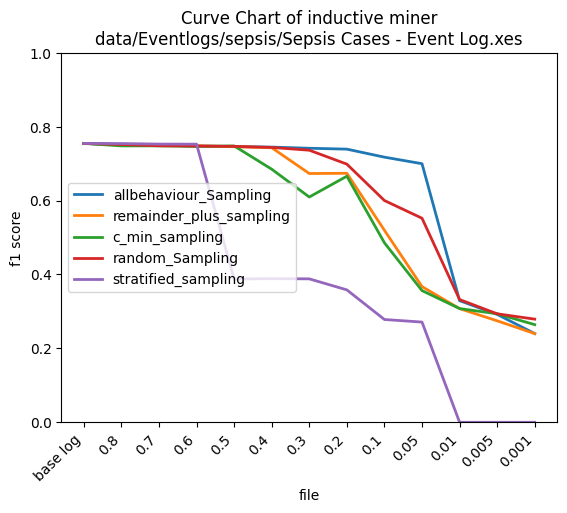 Curve Chart of inductive miner
data/Eventlogs/sepsis/Sepsis Cases - Event Log.xes
1.0
0.8
0.6
0.4
0.2
0.0
f1 score
allbehaviour_Sampling
remainder_plus_sampling
c_min_sampling
random_Sampling
stratified_sampling
base log
0.8
0.7
0.6
0.5
0.4
0.3
0.2
0.1
0.05
0.01
0.005
0.001
file